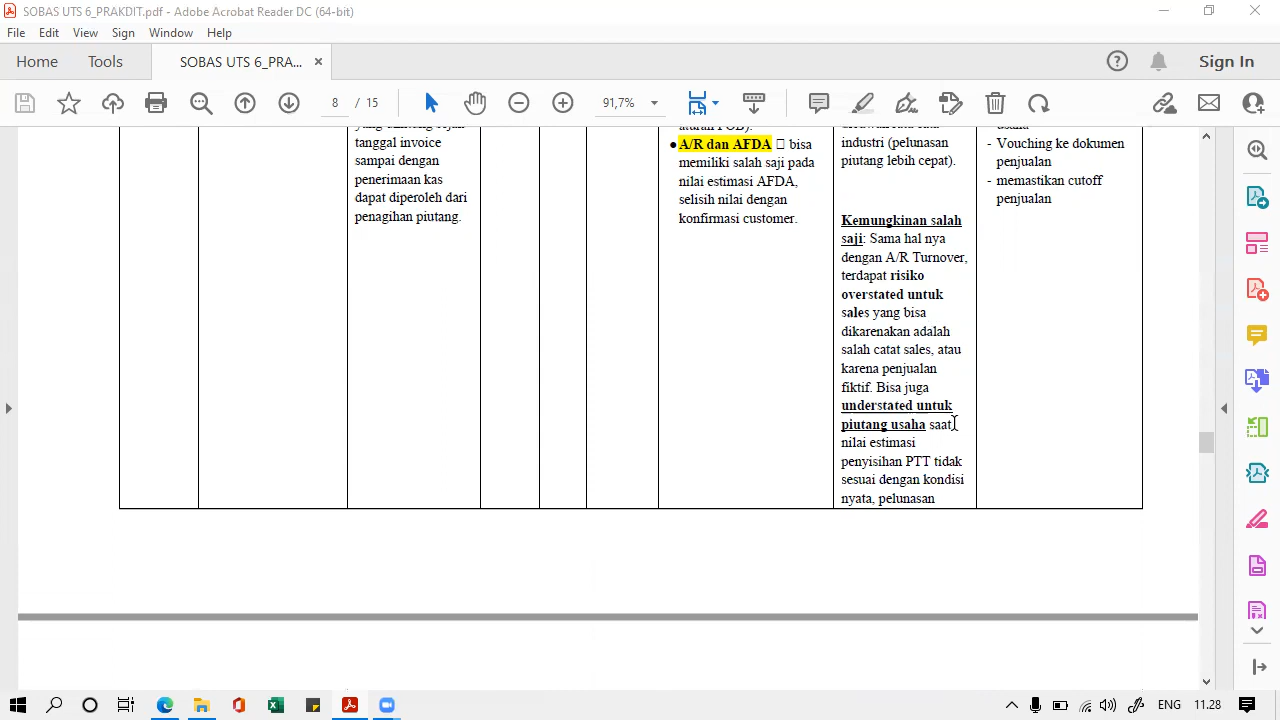 SOBAS UTS 6_PRAKDIT.pdf - Adobe Acrobat Reader DC (64-bit)
File Edit View Sign Window Help
Home Tools SOBAS UTS 6_PRA... × Sign In
8 / 15 91,7%
tanggal invoice
sampai dengan
penerimaan kas
dapat diperoleh dari
penagihan piutang.
aturan FOB).
● A/R dan AFDA bisa
memiliki salah saji pada
nilai estimasi AFDA,
selisih nilai dengan
konfirmasi customer.
industri (pelunasan
piutang lebih cepat).
Kemungkinan salah
saji: Sama hal nya
dengan A/R Turnover,
terdapat risiko
overstated untuk
sales yang bisa
dikarenakan adalah
salah catat sales, atau
karena penjualan
fiktif. Bisa juga
understated untuk
piutang usaha saat
nilai estimasi
penyisihan PTT tidak
sesuai dengan kondisi
nyata, pelunasan
- Vouching ke dokumen
penjualan
- memastikan cutoff
penjualan
ENG 11.28